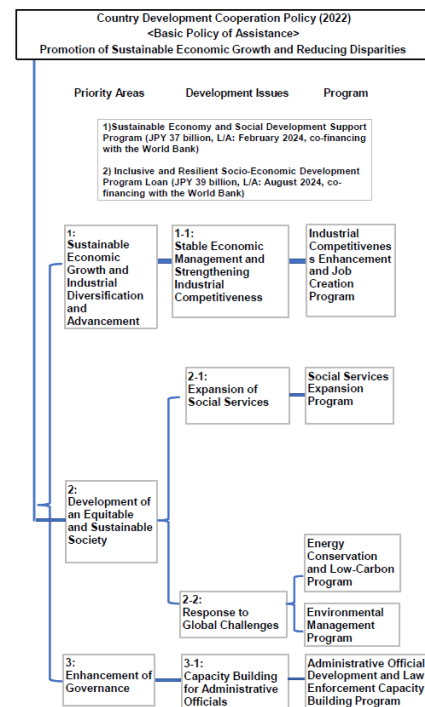 Country Development Cooperation Policy (2022)
<Basic Policy of Assistance>
Promotion of Sustainable Economic Growth and Reducing Disparities
Priority Areas
Development Issues
Program
1)Sustainable Economy and Social Development Support
Program (JPY 37 billion, L/A: February 2024, co-financing
with the World Bank)
2) Inclusive and Resilient Socio-Economic Development
Program Loan (JPY 39 billion, L/A: August 2024, co-
financing with the World Bank)
1:
Sustainable
Economic
Growth and
Industrial
Diversification
and
Advancement
1-1:
Stable Economic
Management and
Strengthening
Industrial
Competitiveness
Industrial
Competitivenes
s Enhancement
and Job
Creation
Program
2-1:
Expansion of
Social Services
Social Services
Expansion
Program
2:
Development of
an Equitable
and Sustainable
Society
Energy
Conservation
and Low-Carbon
Program
2-2:
Response to
Global Challenges
Environmental
Management
Program
3:
Enhancement of
Governance
3-1:
Capacity Building
for Administrative
Officials
Administrative Official
Development and Law
Enforcement Capacity
Building Program